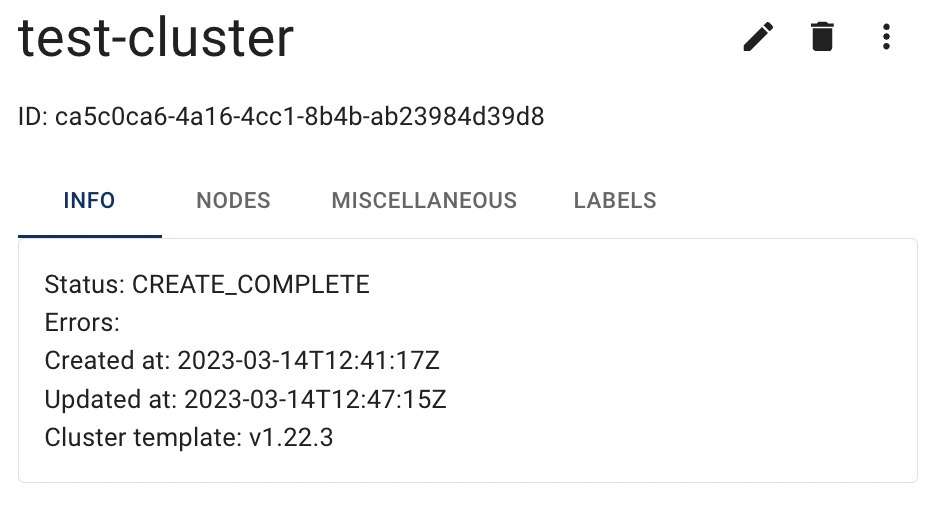 test-cluster
ID: ca5c0ca6-4a16-4cc1-8b4b-ab23984d39d8
INFO NODES MISCELLANEOUS LABELS
Status: CREATE_COMPLETE
Errors:
Created at: 2023-03-14T12:41:17Z
Updated at: 2023-03-14T12:47:15Z
Cluster template: v1.22.3